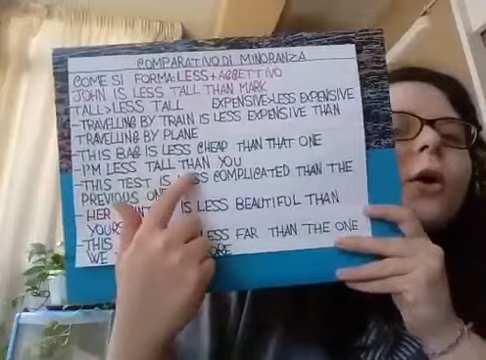 COMPARATIVO DI MINORANZA
COME SI FORMA: LESS + AGGETTIVO
JOHN IS LESS TALL THAN MARK
TALL > LESS TALL EXPENSIVE > LESS EXPENSIVE
- TRAVELLING BY TRAIN IS LESS EXPENSIVE THAN
TRAVELLING BY PLANE
- THIS BAG IS LESS CHEAP THAN THAT ONE
- I'M LESS TALL THAN YOU
- THIS TEST IS LESS COMPLICATED THAN THE
PREVIOUS ONE
- HER IS LESS BEAUTIFUL THAN
YOURS
- THIS LESS FAR THAN THE ONE
WE